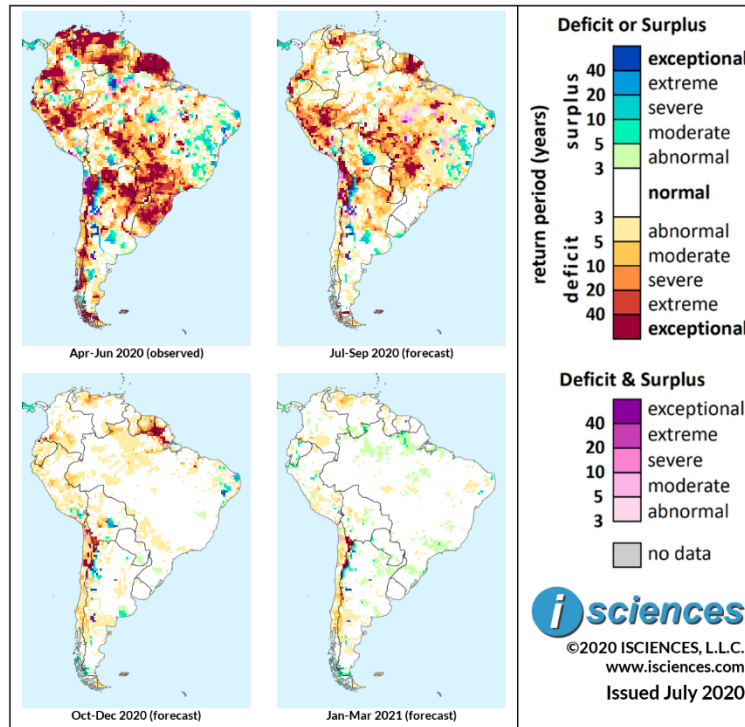 Apr-Jun 2020 (observed)
Jul-Sep 2020 (forecast)
Oct-Dec 2020 (forecast)
Jan-Mar 2021 (forecast)
Deficit or Surplus
return period (years)
surplus
deficit
exceptional
40
extreme
20
severe
10
moderate
5
abnormal
3
normal
3
abnormal
5
moderate
10
severe
20
extreme
40
exceptional
Deficit & Surplus
exceptional
40
extreme
20
severe
10
moderate
5
abnormal
3
no data
i sciences
©2020 ISCIENCES, L.L.C.
www.isciences.com
Issued July 2020